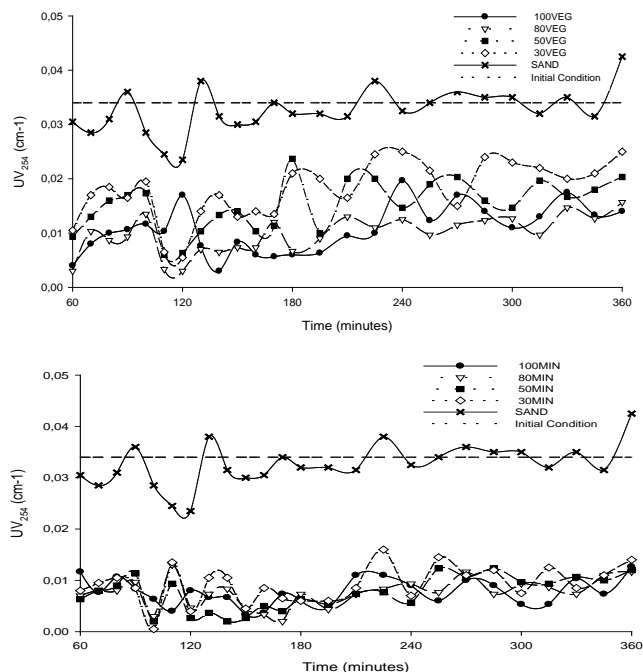 100VEG
80VEG
50VEG
30VEG
SAND
Initial Condition
0,05
0,04
0,03
0,02
0,01
0,00
UV254 (cm-1)
60 120 180 240 300 360
Time (minutes)
100MIN
80MIN
50MIN
30MIN
SAND
Initial Condition
0,05
0,04
0,03
0,02
0,01
0,00
UV254 (cm-1)
60 120 180 240 300 360
Time (minutes)